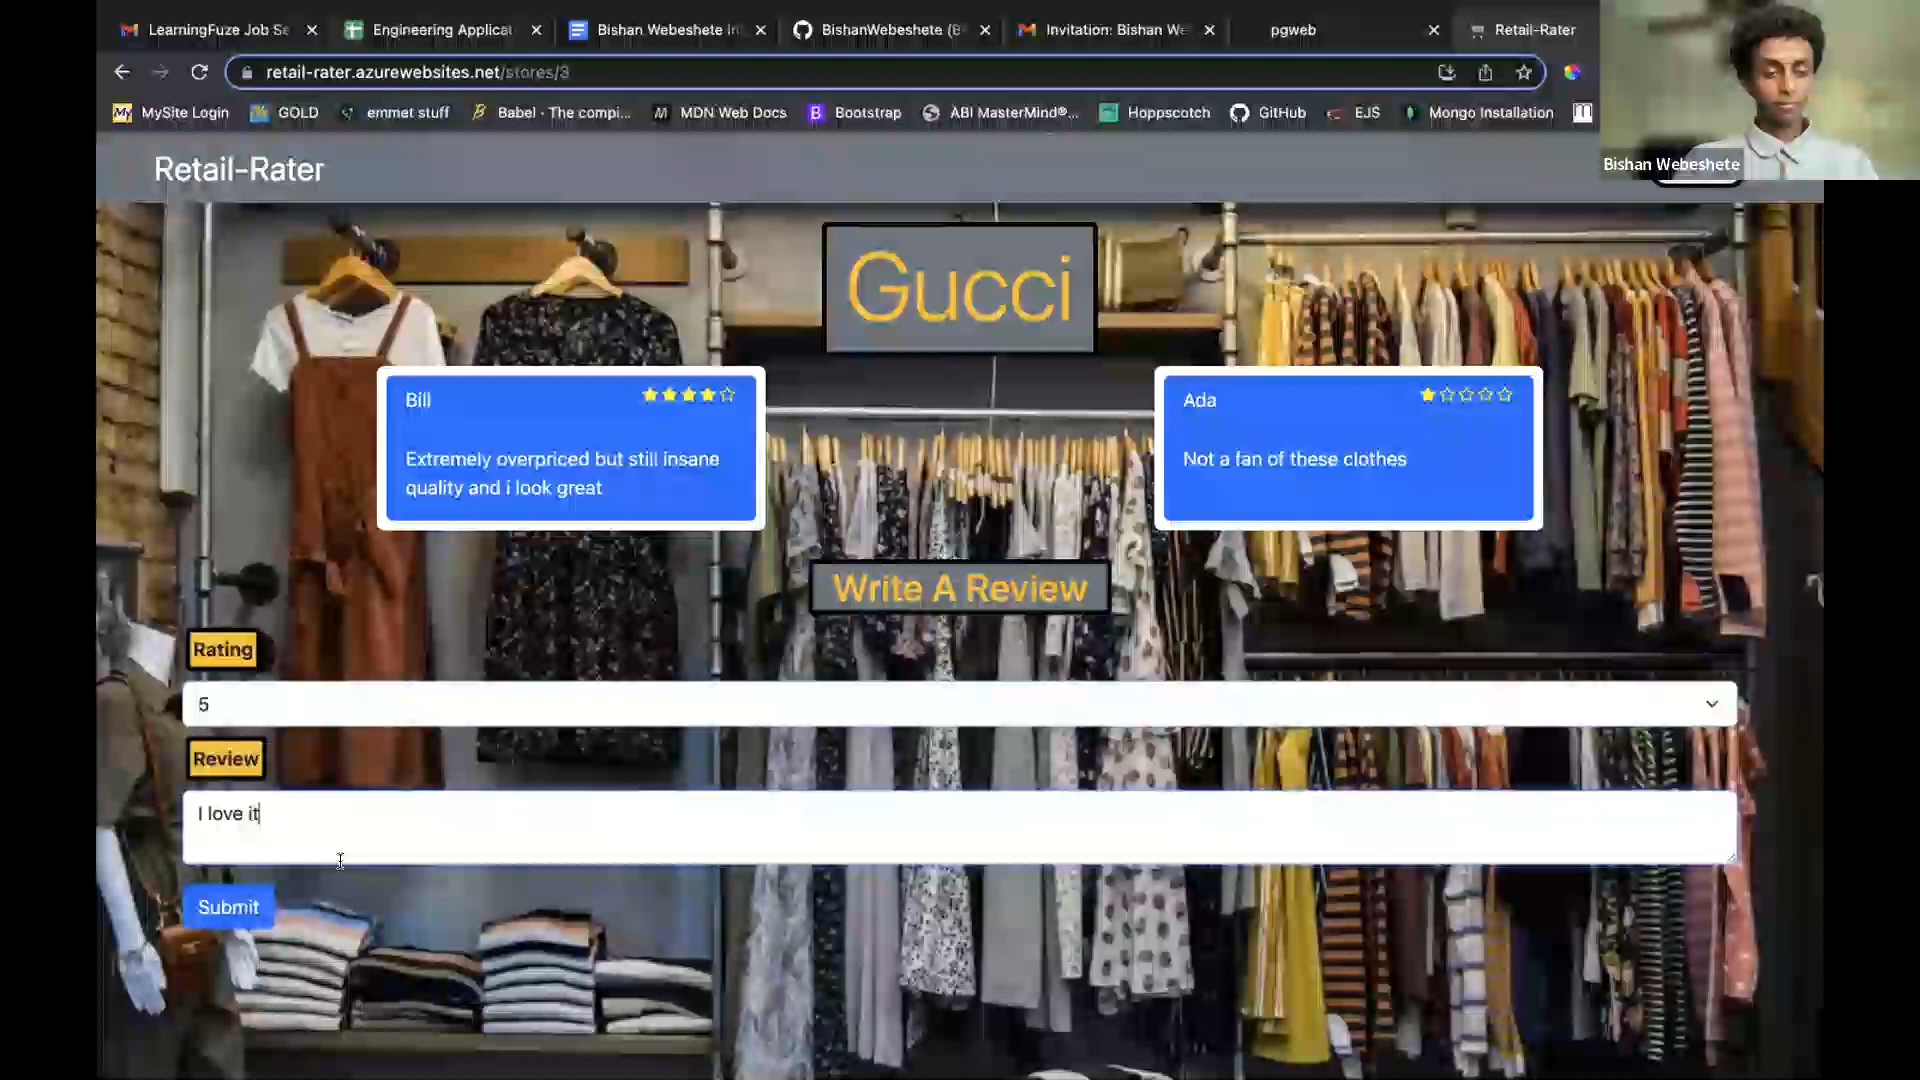 LearningFuze Job Se
Engineering Applicat
Bishan Webeshete In
BishanWebeshete (B
Invitation: Bishan We
pgweb
Retail-Rater
retail-rater.azurewebsites.net/stores/3
MySite Login
GOLD
emmet stuff
Babel · The compi...
MDN Web Docs
Bootstrap
ABI MasterMind®...
Hoppscotch
GitHub
EJS
Mongo Installation
Bishan Webeshete
Retail-Rater
Gucci
Bill
Extremely overpriced but still insane
quality and i look great
Ada
Not a fan of these clothes
Write A Review
Rating
5
Review
I love it
Submit